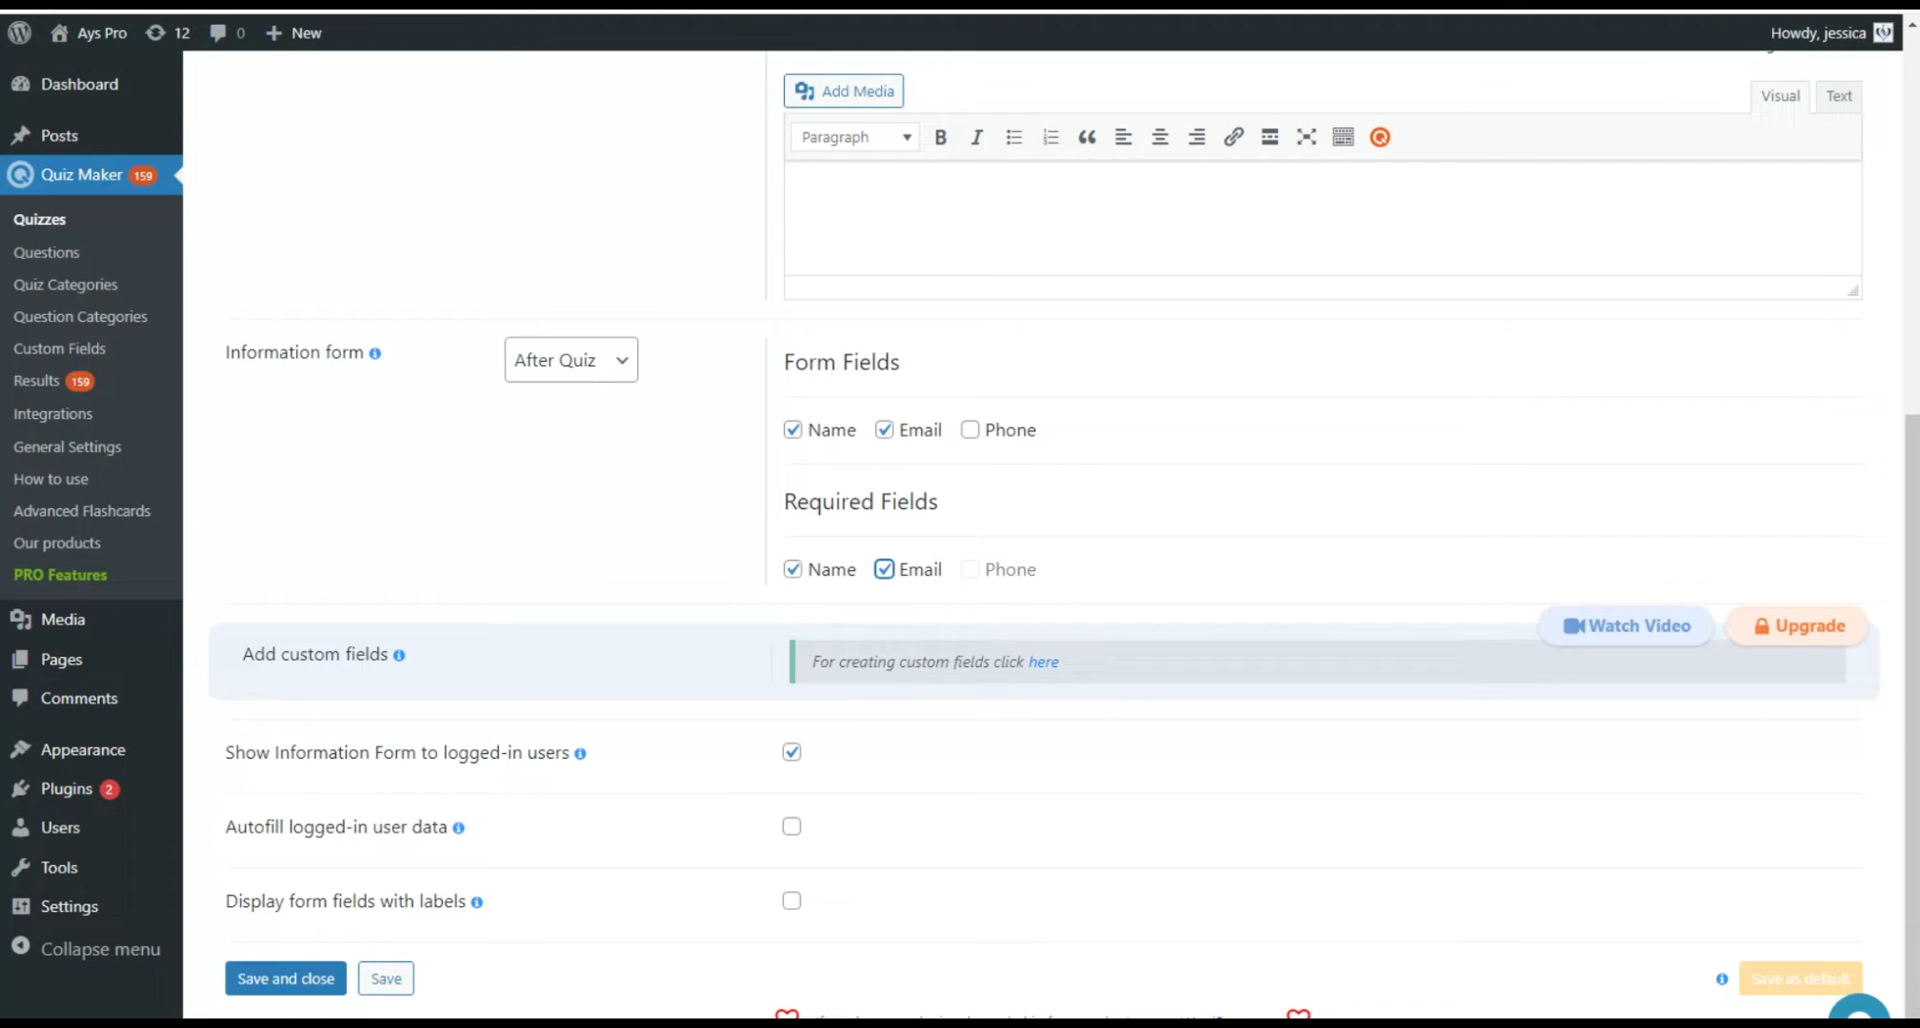 Ays Pro 12 0 New
Howdy, jessica
Dashboard
Posts
Quiz Maker 159
Quizzes
Questions
Quiz Categories
Question Categories
Custom Fields
Results 159
Integrations
General Settings
How to use
Advanced Flashcards
Our products
PRO Features
Media
Pages
Comments
Appearance
Plugins 2
Users
Tools
Settings
Collapse menu
Add Media
Visual Text
Paragraph
Information form
After Quiz
Form Fields
Name Email Phone
Required Fields
Name Email Phone
Watch Video
Upgrade
Add custom fields
For creating custom fields click here
Show Information Form to logged-in users
Autofill logged-in user data
Display form fields with labels
Save and close
Save
Save as default